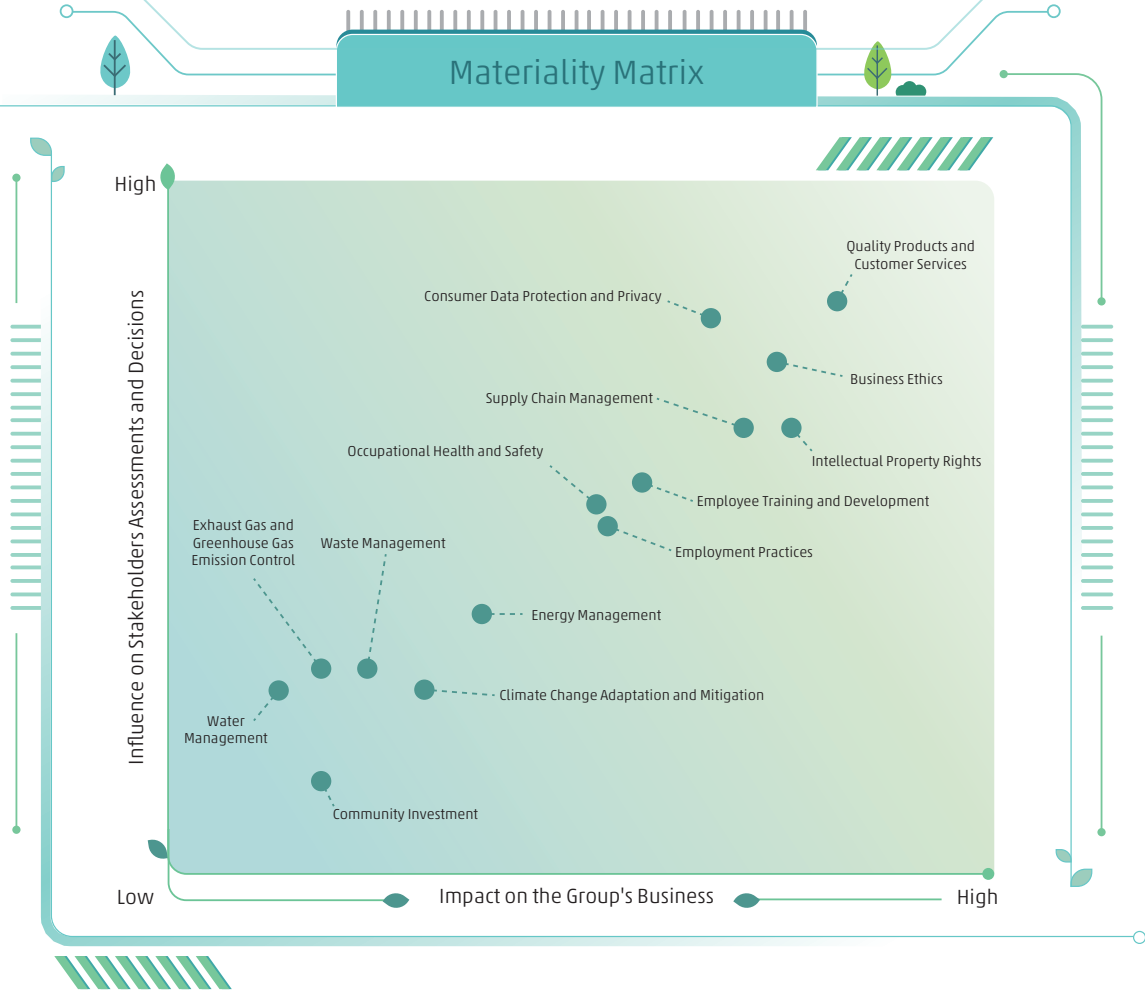 Materiality Matrix
High
Influence on Stakeholders Assessments and Decisions
Quality Products and
Customer Services
Consumer Data Protection and Privacy
Business Ethics
Supply Chain Management
Intellectual Property Rights
Occupational Health and Safety
Employee Training and Development
Employment Practices
Exhaust Gas and
Greenhouse Gas
Emission Control
Waste Management
Energy Management
Climate Change Adaptation and Mitigation
Water
Management
Community Investment
Low
Impact on the Group's Business
High